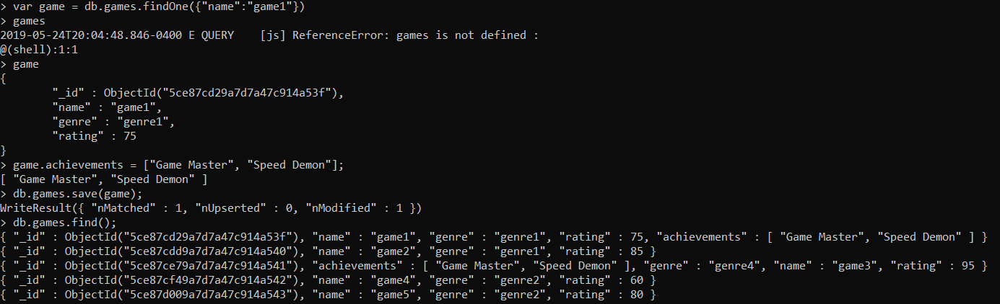 > var game = db.games.findOne({"name":"game1"})
> games
2019-05-24T20:04:48.846-0400 E QUERY    [js] ReferenceError: games is not defined :
@(shell):1:1
> game
{
        "_id" : ObjectId("5ce87cd29a7d7a47c914a53f"),
        "name" : "game1",
        "genre" : "genre1",
        "rating" : 75
}
> game.achievements = ["Game Master", "Speed Demon"];
[ "Game Master", "Speed Demon" ]
> db.games.save(game);
WriteResult({ "nMatched" : 1, "nUpserted" : 0, "nModified" : 1 })
> db.games.find();
{ "_id" : ObjectId("5ce87cd29a7d7a47c914a53f"), "name" : "game1", "genre" : "genre1", "rating" : 75, "achievements" : [ "Game Master", "Speed Demon" ] }
{ "_id" : ObjectId("5ce87cdd9a7d7a47c914a540"), "name" : "game2", "genre" : "genre1", "rating" : 85 }
{ "_id" : ObjectId("5ce87ce79a7d7a47c914a541"), "achievements" : [ "Game Master", "Speed Demon" ], "genre" : "genre4", "name" : "game3", "rating" : 95 }
{ "_id" : ObjectId("5ce87cf49a7d7a47c914a542"), "name" : "game4", "genre" : "genre2", "rating" : 60 }
{ "_id" : ObjectId("5ce87d009a7d7a47c914a543"), "name" : "game5", "genre" : "genre2", "rating" : 80 }